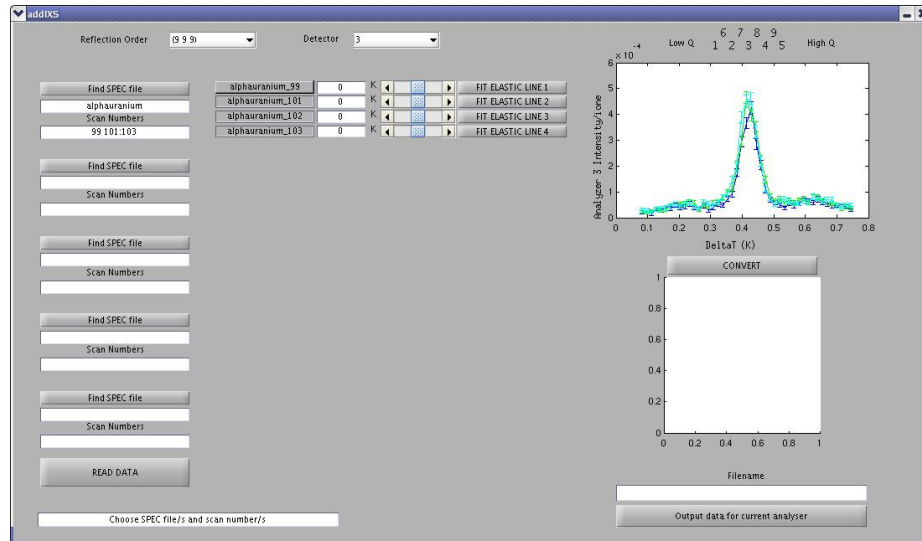 addIXS
Reflection Order (9 9 9) Detector 3
Find SPEC file
alphauranium
Scan Numbers
99 101:103
alphauranium_99 0 K FIT ELASTIC LINE 1
alphauranium_101 0 K FIT ELASTIC LINE 2
alphauranium_102 0 K FIT ELASTIC LINE 3
alphauranium_103 0 K FIT ELASTIC LINE 4
Find SPEC file
Scan Numbers
Find SPEC file
Scan Numbers
Find SPEC file
Scan Numbers
Find SPEC file
Scan Numbers
READ DATA
Choose SPEC file/s and scan number/s
6 7 8 9
Low Q 1 2 3 4 5 High Q
×10 -4
6
5
4
3
2
1
0
Analyzer 3 Intensity/ione
0 0.1 0.2 0.3 0.4 0.5 0.6 0.7 0.8
DeltaT (K)
CONVERT
1
0.8
0.6
0.4
0.2
0
0 0.2 0.4 0.6 0.8 1
Filename
Output data for current analyser